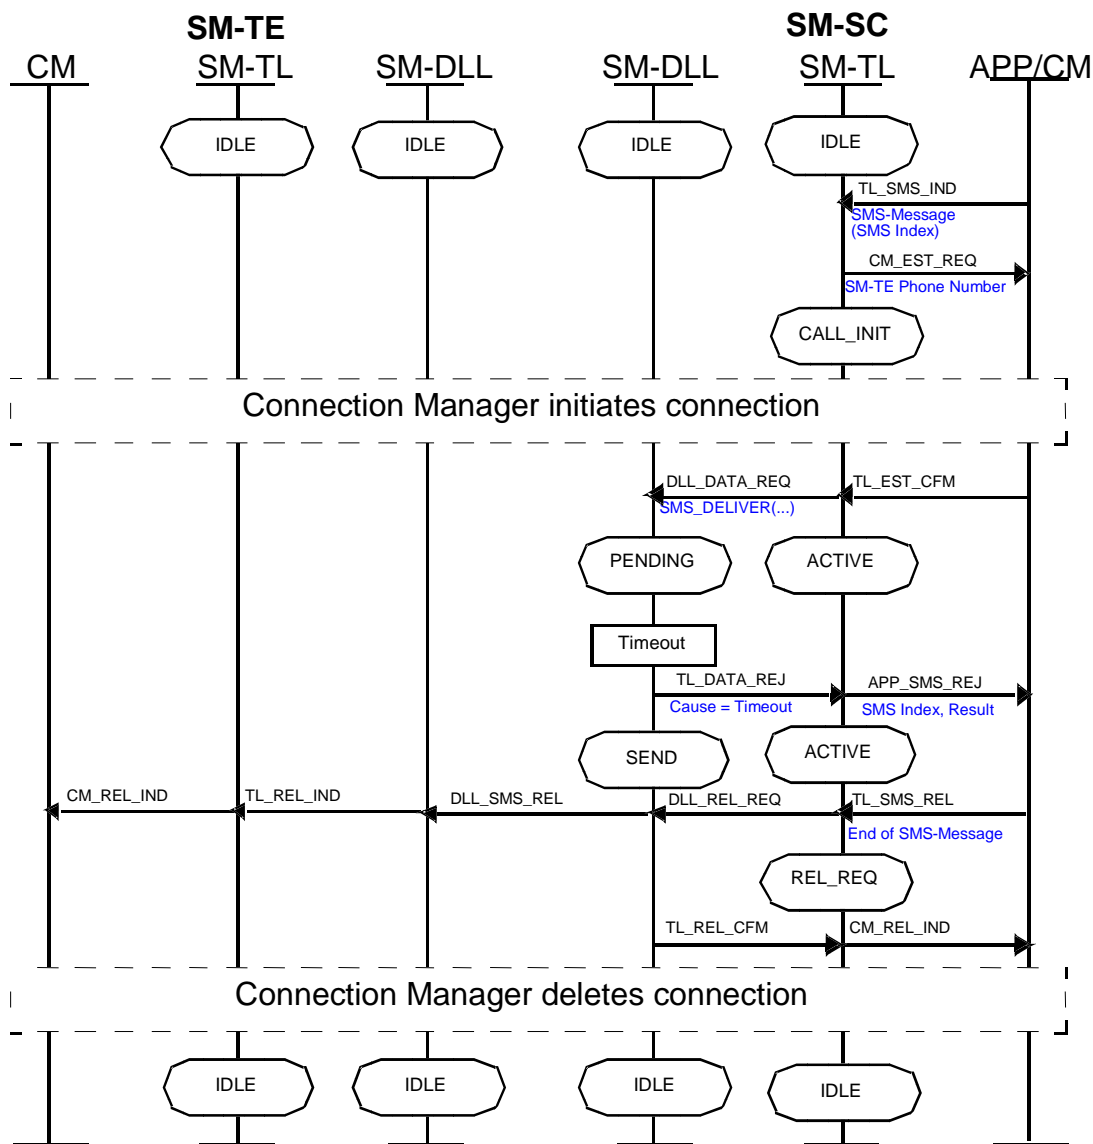 SM-TE SM-SC
CM SM-TL SM-DLL SM-DLL SM-TL APP/CM
IDLE IDLE IDLE IDLE
TL_SMS_IND
SMS-Message
(SMS Index)
CM_EST_REQ
SM-TE Phone Number
CALL_INIT
Connection Manager initiates connection
DLL_DATA_REQ TL_EST_CFM
SMS_DELIVER(...)
PENDING ACTIVE
Timeout
TL_DATA_REJ APP_SMS_REJ
Cause = Timeout SMS Index, Result
SEND ACTIVE
CM_REL_IND TL_REL_IND DLL_SMS_REL DLL_REL_REQ TL_SMS_REL
End of SMS-Message
REL_REQ
TL_REL_CFM CM_REL_IND
Connection Manager deletes connection
IDLE IDLE IDLE IDLE